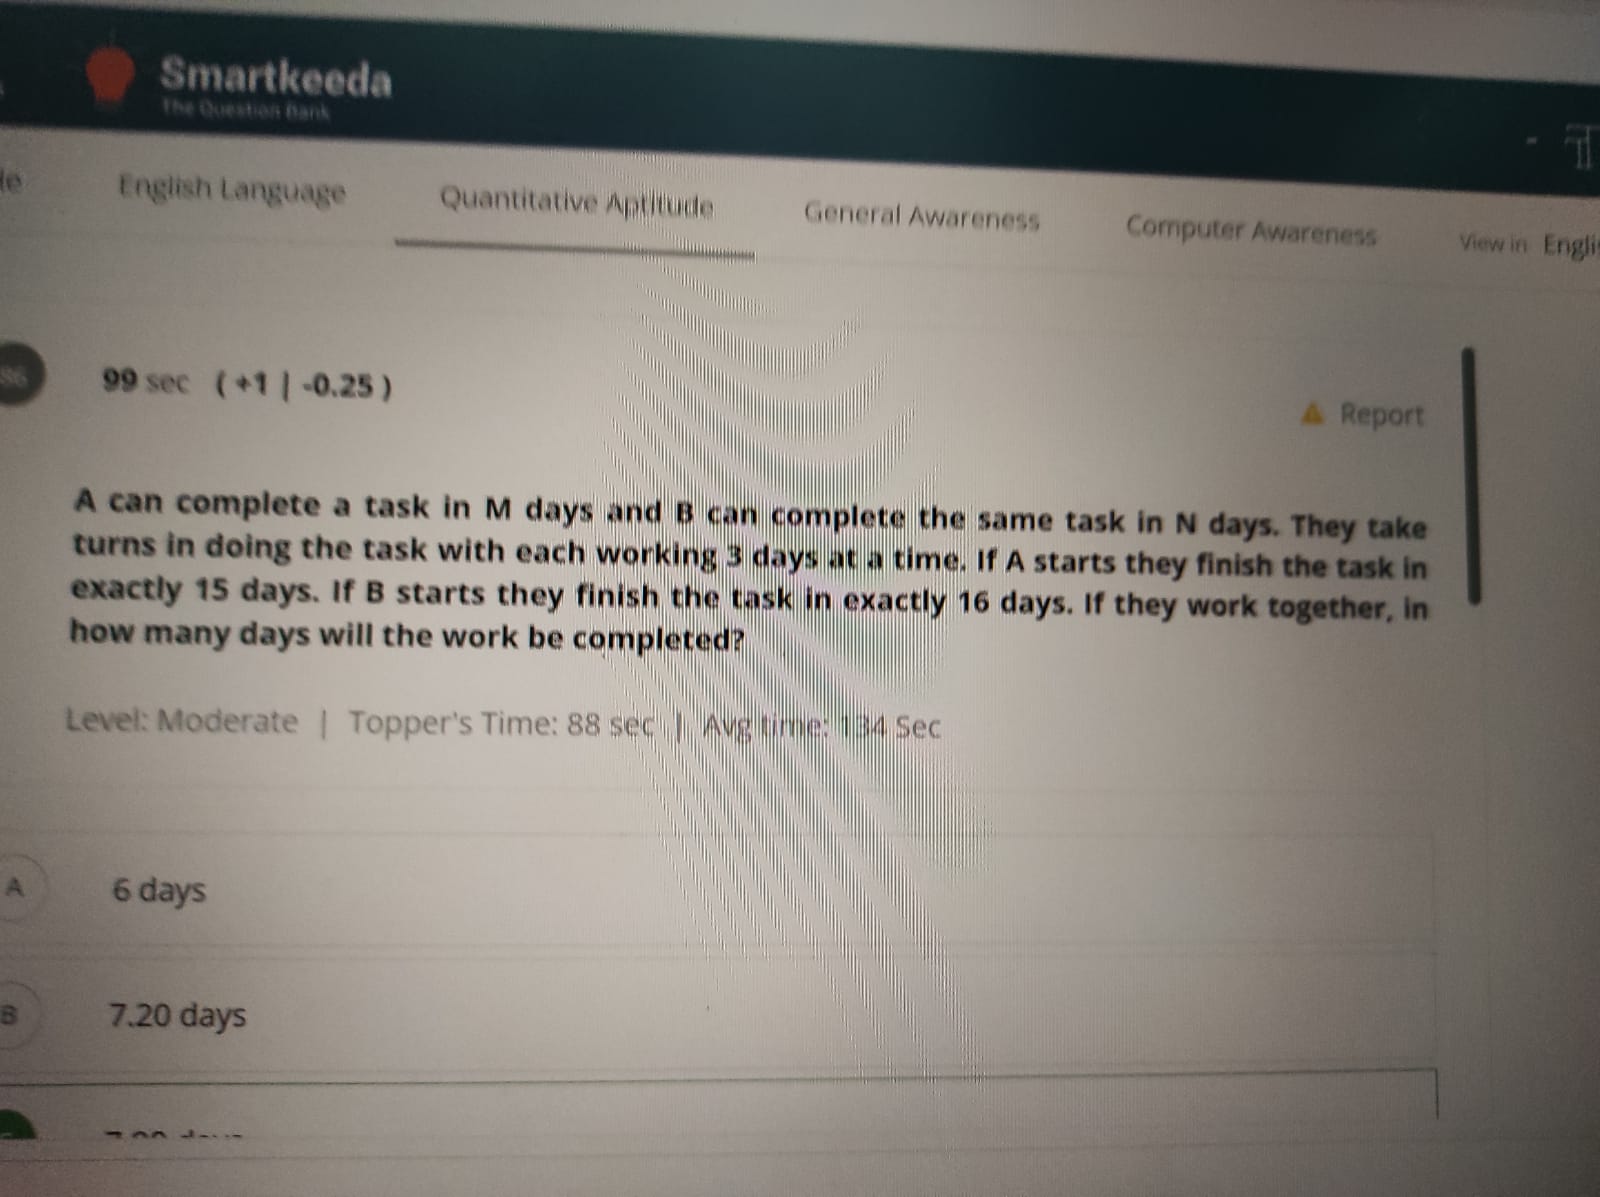 Smartkeeda
The Question Bank
le English Language Quantitative Aptitude General Awareness Computer Awareness View in Englis
86 99 sec ( +1 | -0.25 )
Report
A can complete a task in M days and B can complete the same task in N days. They take
turns in doing the task with each working 3 days at a time. If A starts they finish the task in
exactly 15 days. If B starts they finish the task in exactly 16 days. If they work together, in
how many days will the work be completed?
Level: Moderate | Topper's Time: 88 sec | Avg time: 134 Sec
A 6 days
B 7.20 days